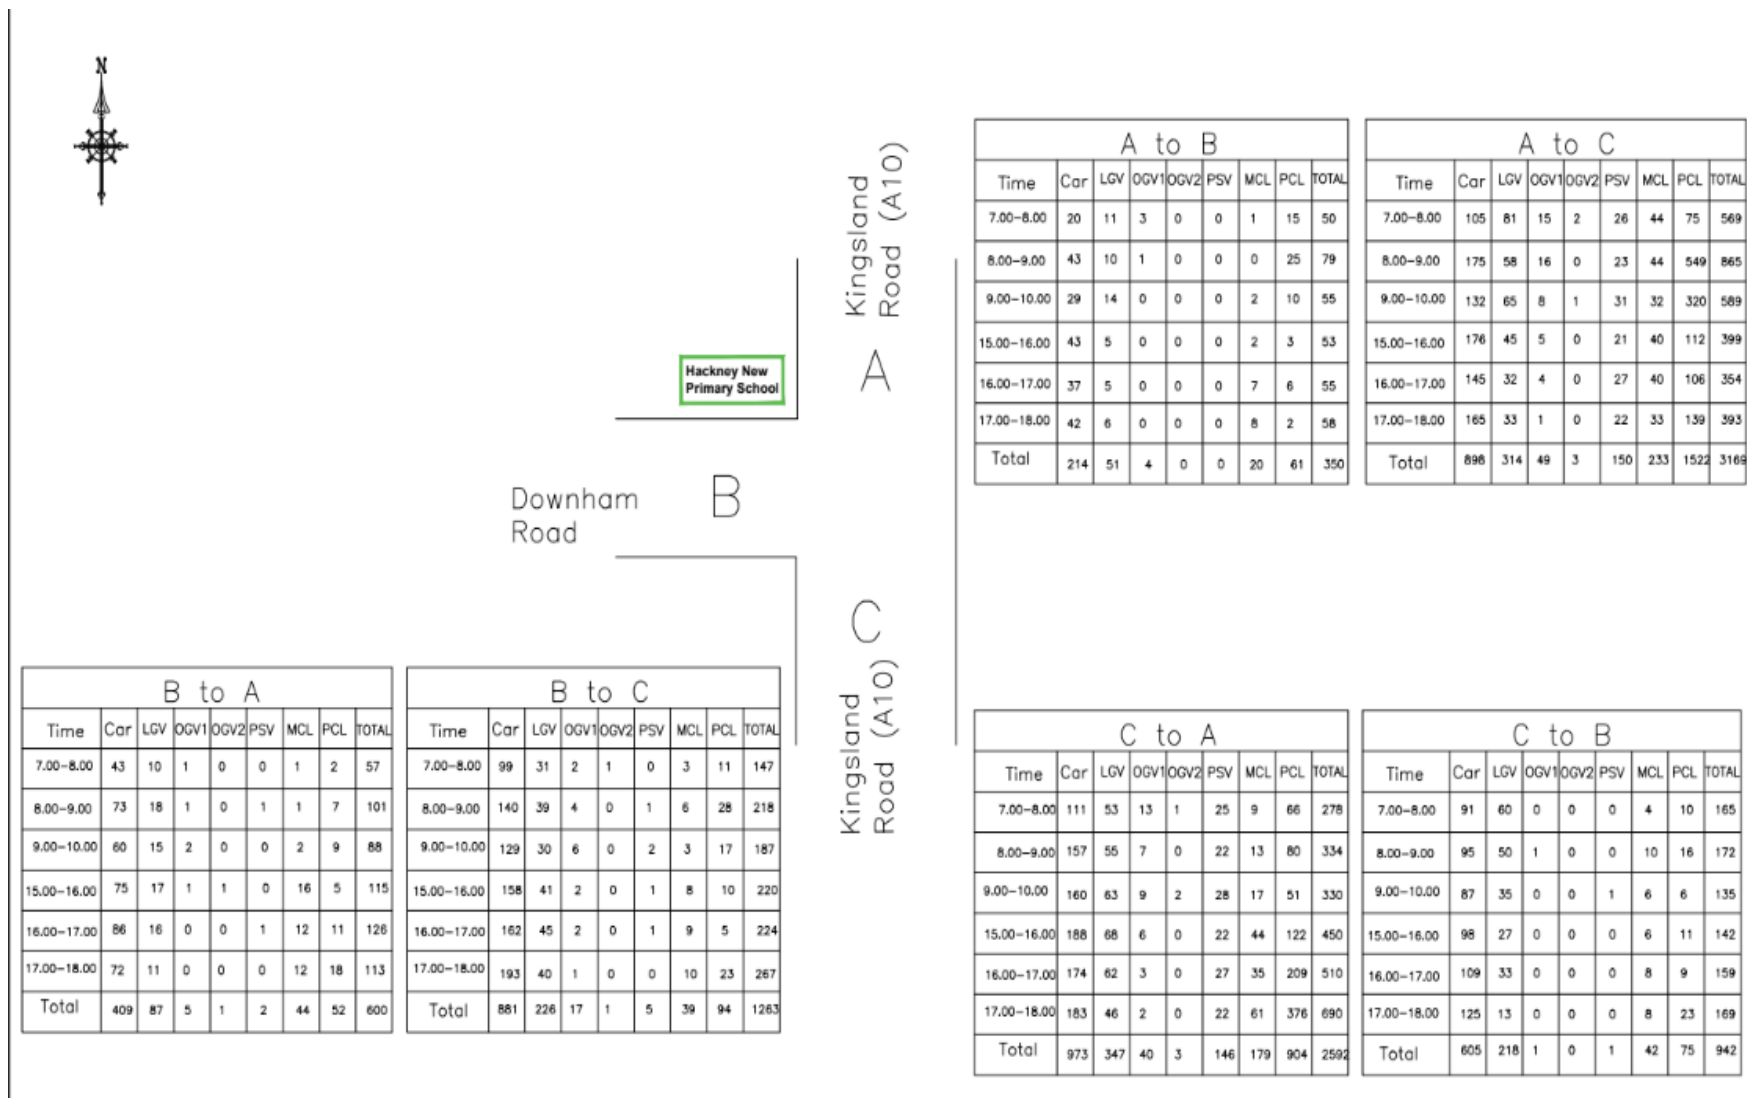 N
Kingsland
Road (A10)
A
Hackney New
Primary School
Downham
Road
B
C
Kingsland
Road (A10)
A to B
Time Car LGV OGV1 OGV2 PSV MCL PCL TOTAL
7.00-8.00 20 11 3 0 0 1 15 50
8.00-9.00 43 10 1 0 0 0 25 79
9.00-10.00 29 14 0 0 0 2 10 55
15.00-16.00 43 5 0 0 0 2 3 53
16.00-17.00 37 5 0 0 0 7 6 55
17.00-18.00 42 6 0 0 0 8 2 58
Total 214 51 4 0 0 20 61 350
A to C
Time Car LGV OGV1 OGV2 PSV MCL PCL TOTAL
7.00-8.00 105 81 15 2 26 44 75 569
8.00-9.00 175 58 16 0 23 44 549 865
9.00-10.00 132 65 8 1 31 32 320 589
15.00-16.00 176 45 5 0 21 40 112 399
16.00-17.00 145 32 4 0 27 40 106 354
17.00-18.00 165 33 1 0 22 33 139 393
Total 898 314 49 3 150 233 1522 3169
B to A
Time Car LGV OGV1 OGV2 PSV MCL PCL TOTAL
7.00-8.00 43 10 1 0 0 1 2 57
8.00-9.00 73 18 1 0 1 1 7 101
9.00-10.00 60 15 2 0 0 2 9 88
15.00-16.00 75 17 1 1 0 16 5 115
16.00-17.00 86 16 0 0 1 12 11 126
17.00-18.00 72 11 0 0 0 12 18 113
Total 409 87 5 1 2 44 52 600
B to C
Time Car LGV OGV1 OGV2 PSV MCL PCL TOTAL
7.00-8.00 99 31 2 1 0 3 11 147
8.00-9.00 140 39 4 0 1 6 28 218
9.00-10.00 129 30 6 0 2 3 17 187
15.00-16.00 158 41 2 0 1 8 10 220
16.00-17.00 162 45 2 0 1 9 5 224
17.00-18.00 193 40 1 0 0 10 23 267
Total 881 226 17 1 5 39 94 1263
C to A
Time Car LGV OGV1 OGV2 PSV MCL PCL TOTAL
7.00-8.00 111 53 13 1 25 9 66 278
8.00-9.00 157 55 7 0 22 13 80 334
9.00-10.00 160 63 9 2 28 17 51 330
15.00-16.00 188 68 6 0 22 44 122 450
16.00-17.00 174 62 3 0 27 35 209 510
17.00-18.00 183 46 2 0 22 61 376 690
Total 973 347 40 3 146 179 904 2592
C to B
Time Car LGV OGV1 OGV2 PSV MCL PCL TOTAL
7.00-8.00 91 60 0 0 0 4 10 165
8.00-9.00 95 50 1 0 0 10 16 172
9.00-10.00 87 35 0 0 1 6 6 135
15.00-16.00 98 27 0 0 0 6 11 142
16.00-17.00 109 33 0 0 0 8 9 159
17.00-18.00 125 13 0 0 0 8 23 169
Total 605 218 1 0 1 42 75 942